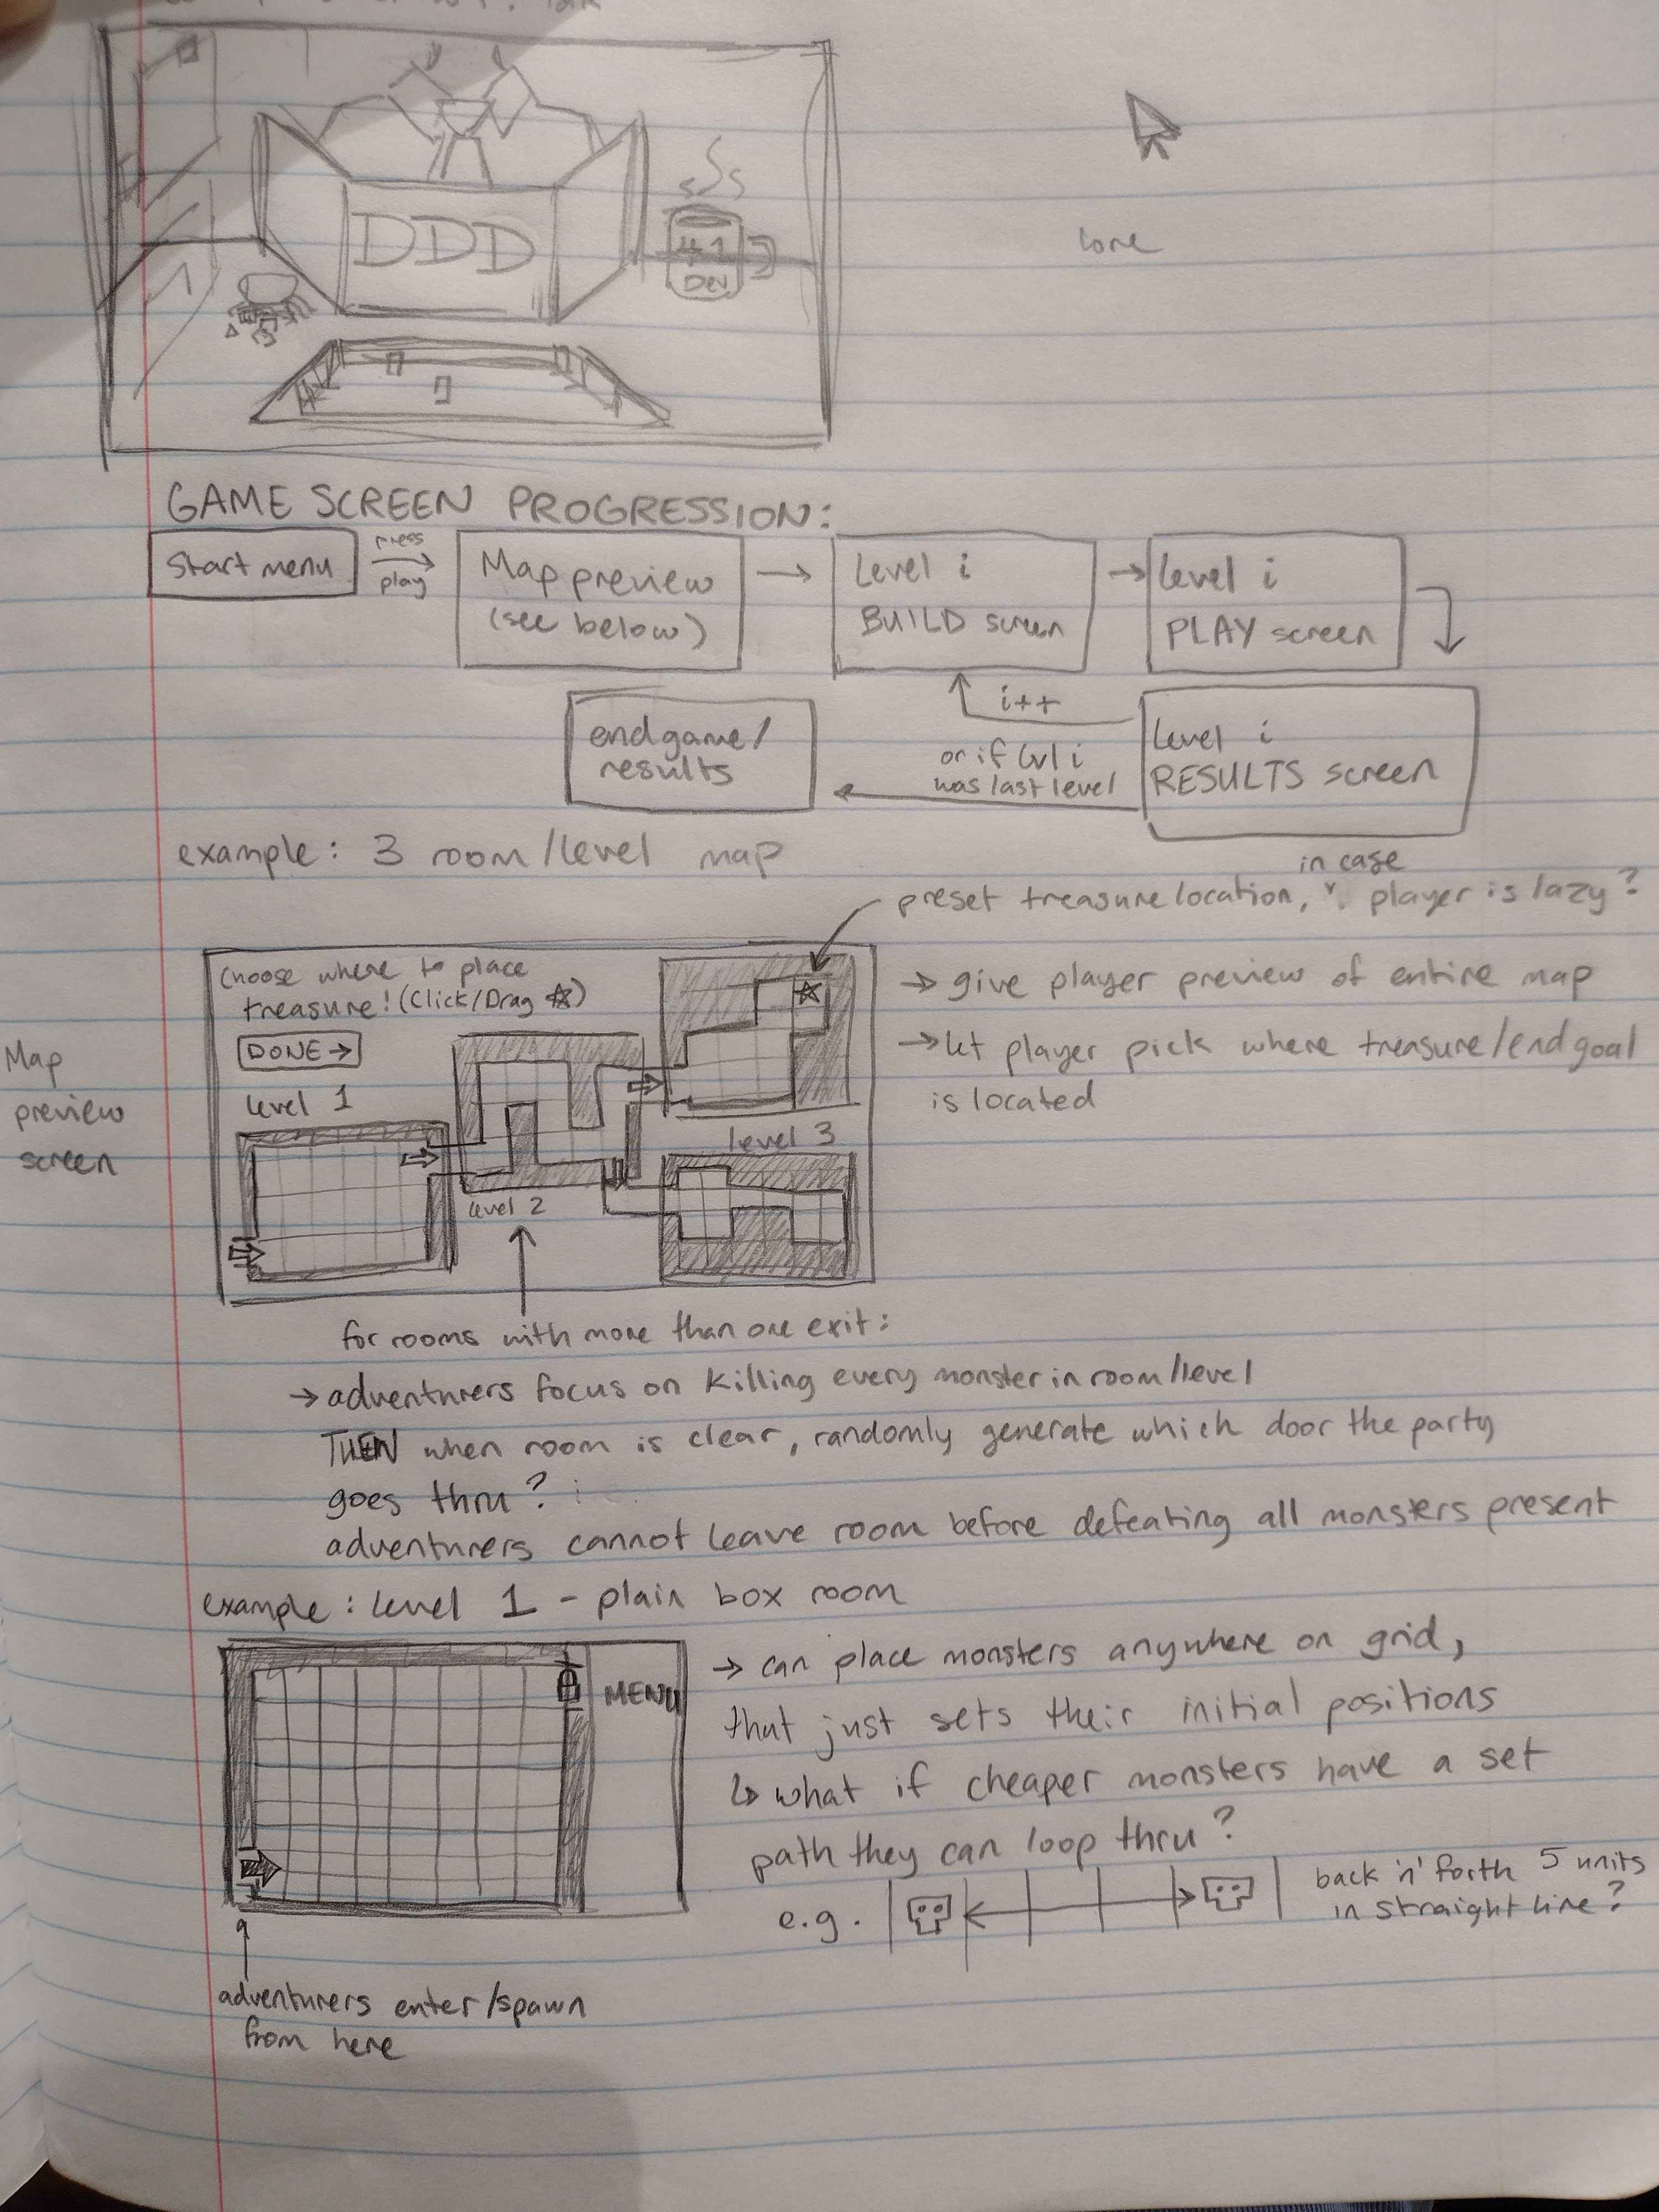 DDD
#1
DEV
lore
GAME SCREEN PROGRESSION:
Start menu
press
play
Map preview
(see below)
Level i
BUILD screen
Level i
PLAY screen
i++
endgame/
results
or if lvl i
was last level
Level i
RESULTS screen
example: 3 room/level map
in case
preset treasure location, player is lazy?
Choose where to place
treasure! (Click/Drag ☆)
DONE →
→ give player preview of entire map
→ let player pick where treasure/endgoal
is located
Map
preview
screen
level 1
level 3
level 2
for rooms with more than one exit:
→ adventurers focus on killing every monster in room/level
THEN when room is clear, randomly generate which door the party
goes thru?
adventurers cannot leave room before defeating all monsters present
example: level 1 - plain box room
MENU
→ can place monsters anywhere on grid,
that just sets their initial positions
↳ what if cheaper monsters have a set
path they can loop thru?
e.g.
back 'n' forth 5 units
in straight line?
adventurers enter/spawn
from here